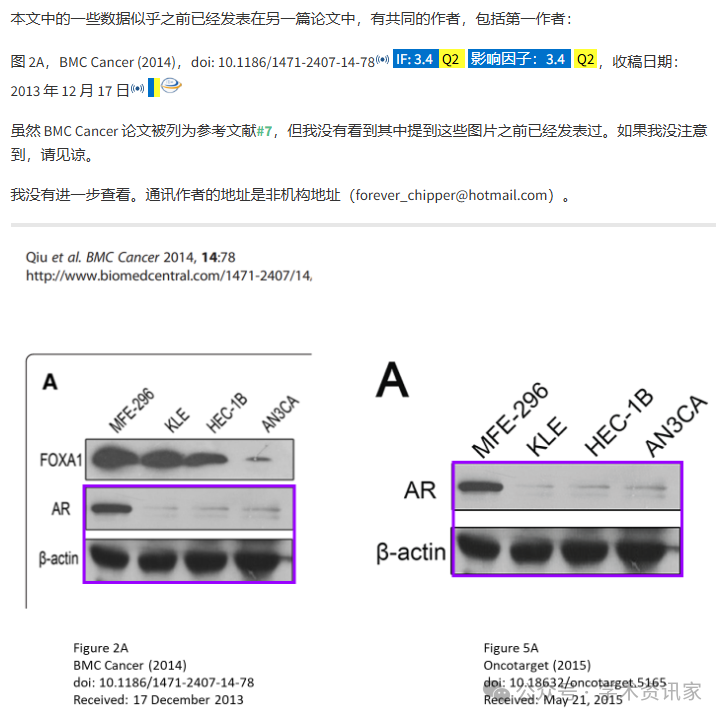 本文中的一些数据似乎之前已经发表在另一篇论文中，有共同的作者，包括第一作者：
图 2A，BMC Cancer (2014)，doi: 10.1186/1471-2407-14-78 IF: 3.4 Q2 影响因子：3.4 Q2 ，收稿日期：
2013 年 12 月 17 日
虽然 BMC Cancer 论文被列为参考文献#7，但我没有看到其中提到这些图片之前已经发表过。如果我没注意
到，请见谅。
我没有进一步查看。通讯作者的地址是非机构地址（forever_chipper@hotmail.com）。
Qiu et al. BMC Cancer 2014, 14:78
http://www.biomedcentral.com/1471-2407/14,
A
MFE-296 KLE HEC-1B AN3CA
FOXA1
AR
β-actin
Figure 2A
BMC Cancer (2014)
doi: 10.1186/1471-2407-14-78
Received: 17 December 2013
A
MFE-296 KLE HEC-1B AN3CA
AR
β-actin
Figure 5A
Oncotarget (2015)
doi: 10.18632/oncotarget.5165
Received: May 21, 2015
公众号 · 学术资讯家